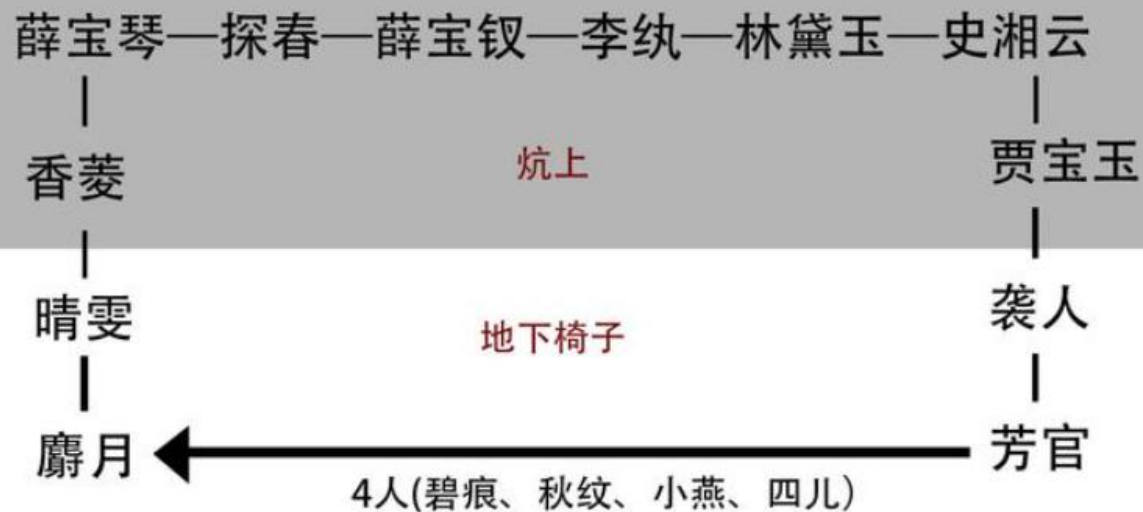 薛宝琴—探春—薛宝钗—李纨—林黛玉—史湘云
香菱 炕上 贾宝玉
晴雯 地下椅子 袭人
麝月 芳官
4人(碧痕、秋纹、小燕、四儿）